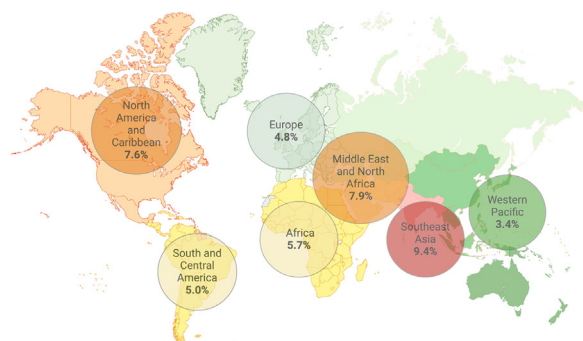 North
America
and
Caribbean
7.6%
Europe
4.8%
Middle East
and North
Africa
7.9%
Africa
5.7%
Southeast
Asia
9.4%
Western
Pacific
3.4%
South and
Central
America
5.0%